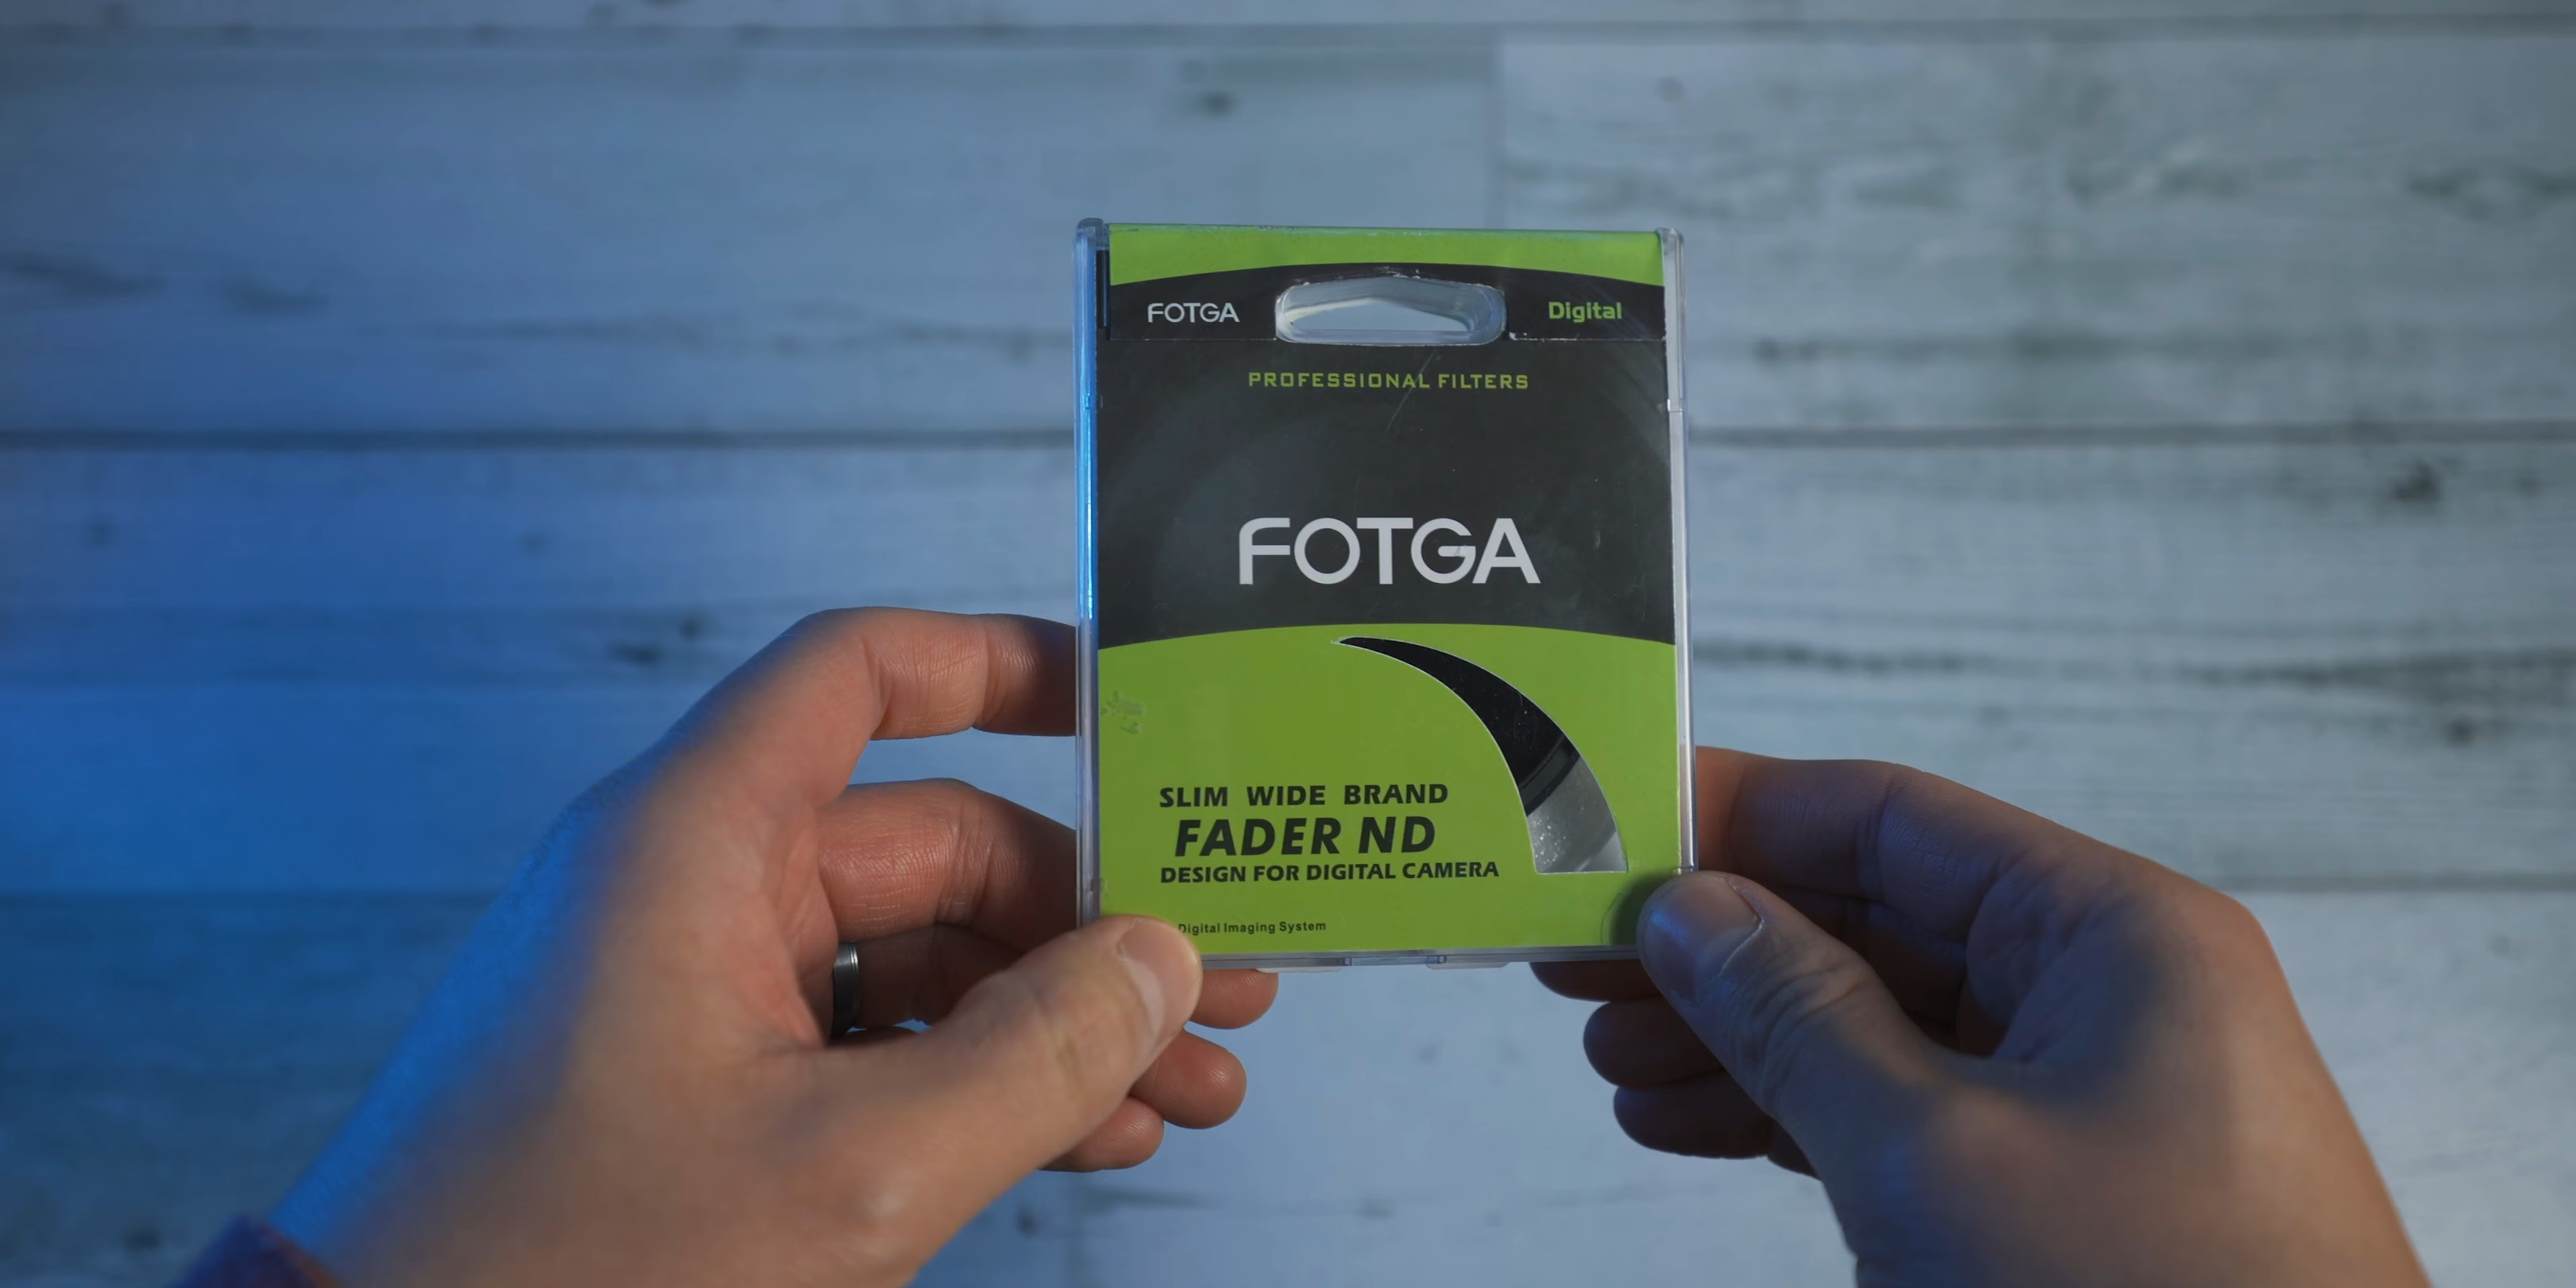 FOTGA Digital
PROFESSIONAL FILTERS
FOTGA
SLIM WIDE BRAND
FADER ND
DESIGN FOR DIGITAL CAMERA
Digital Imaging System